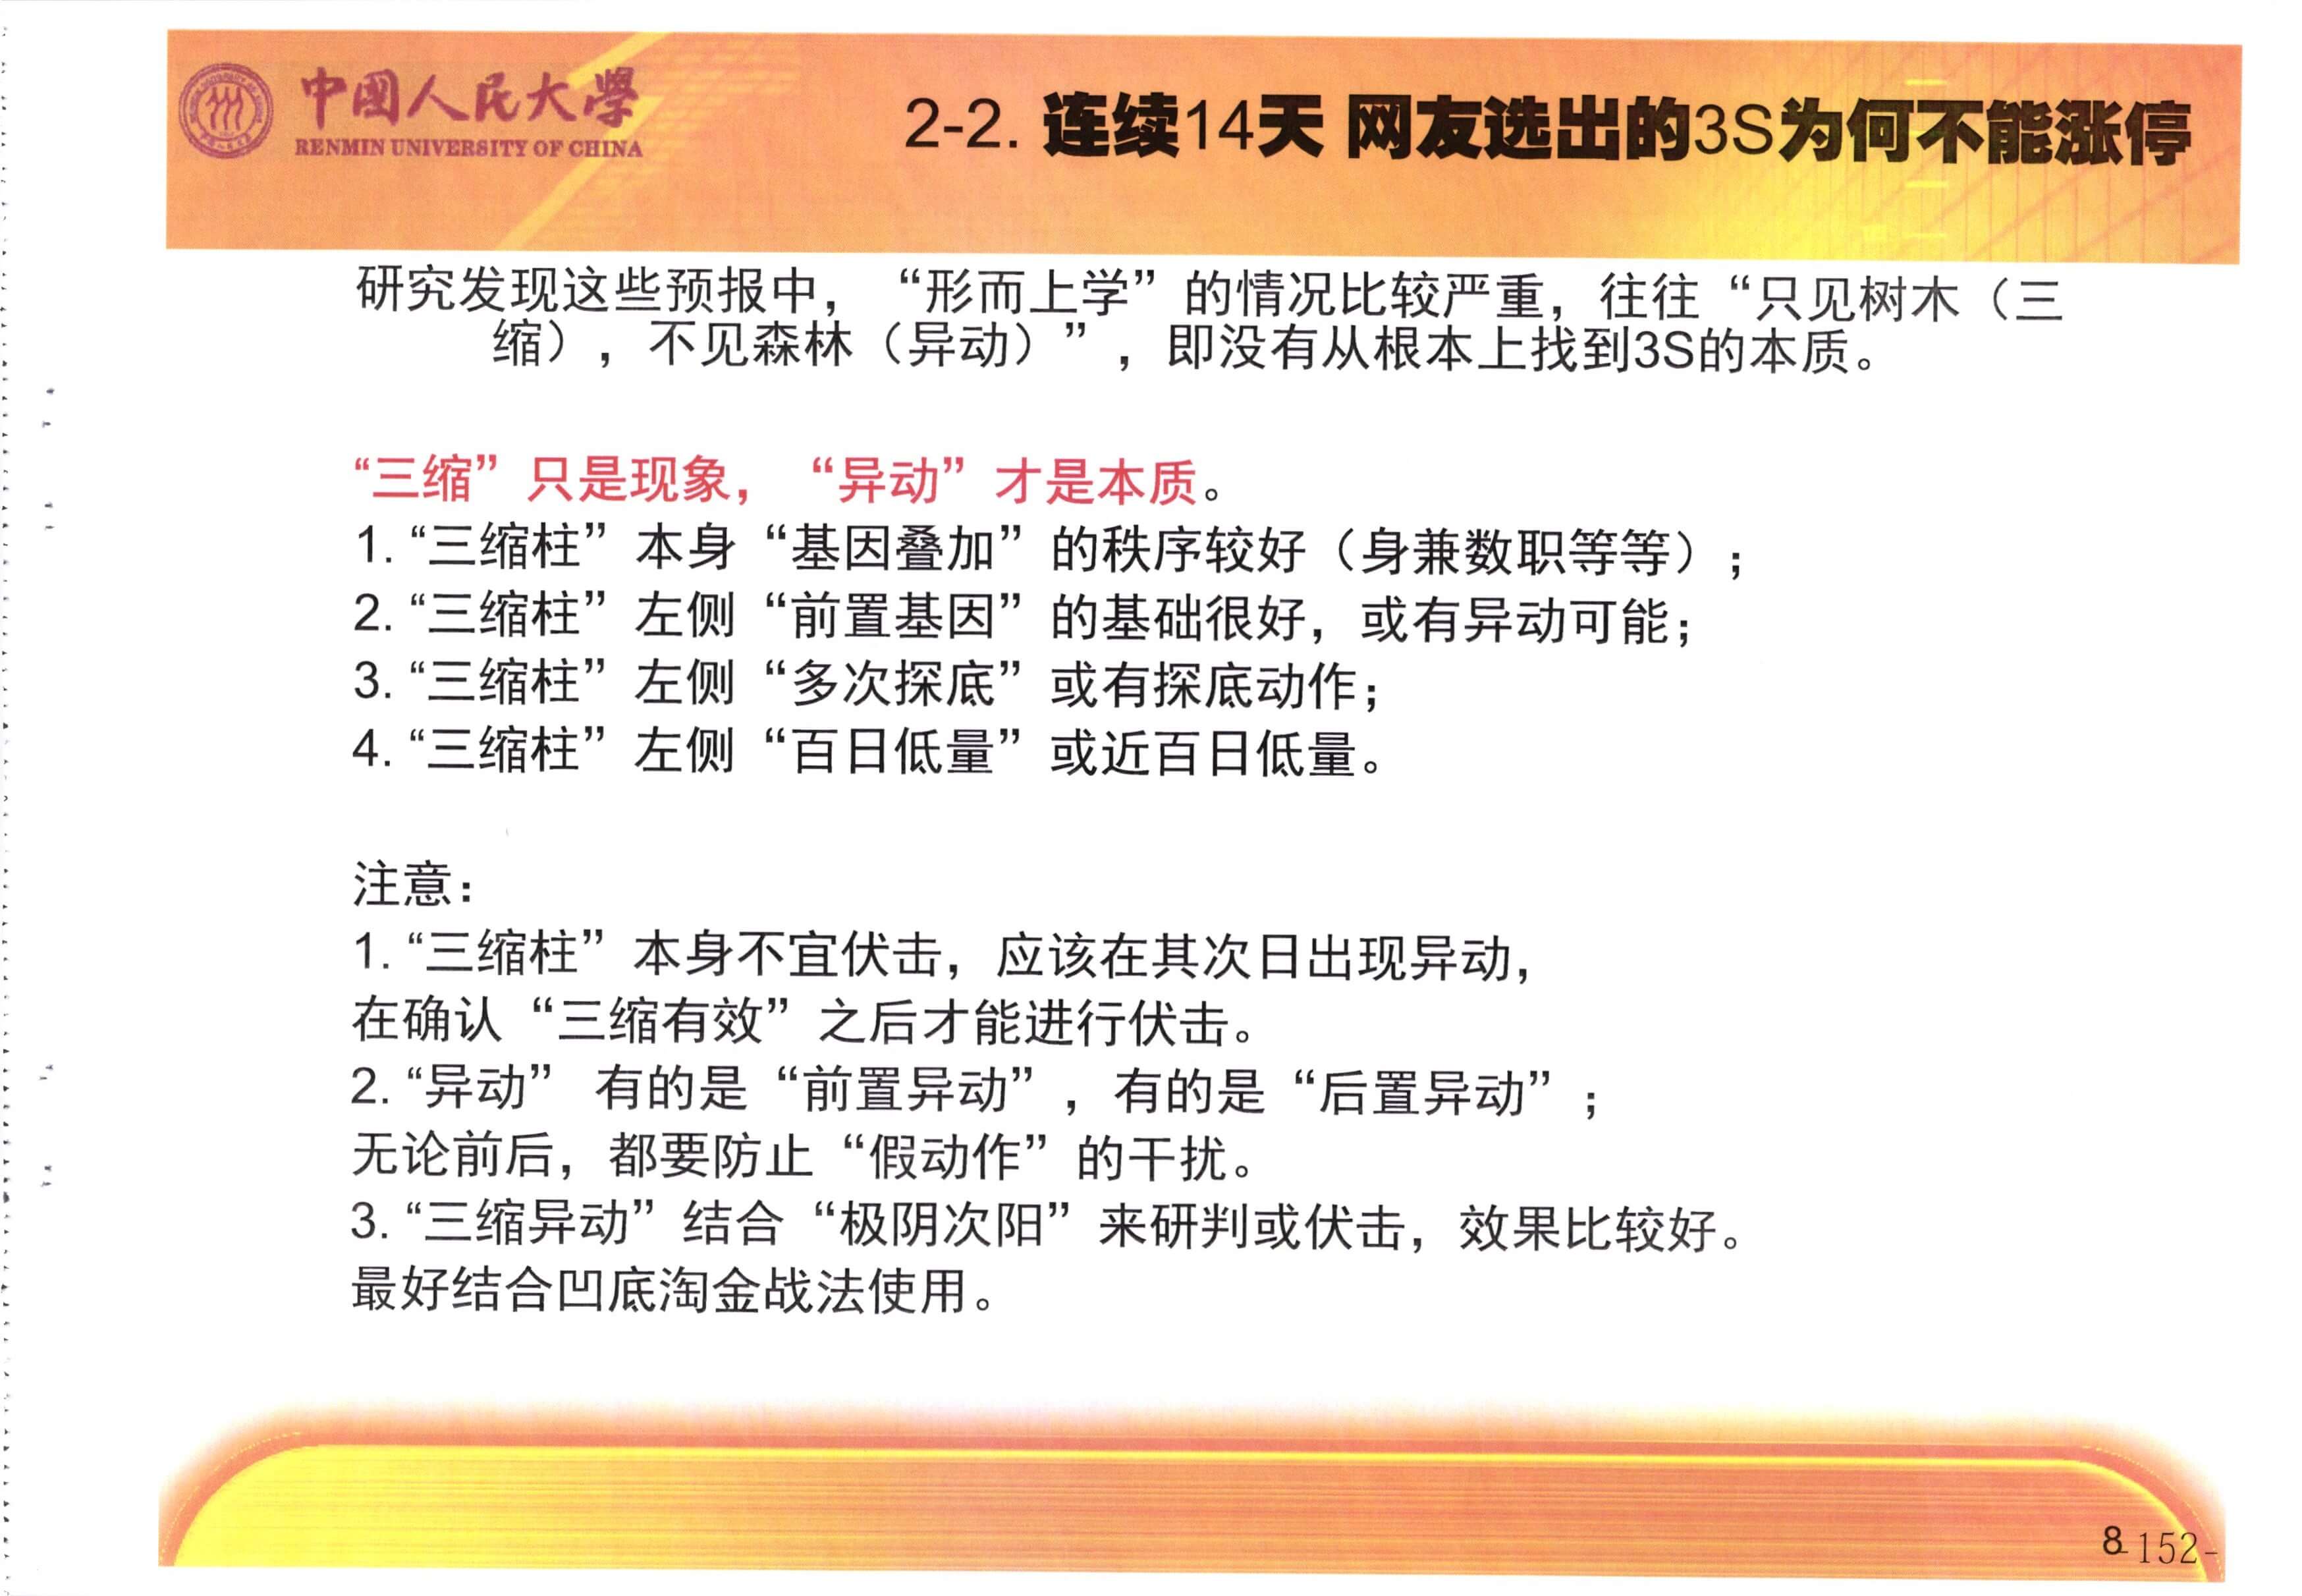 中国人民大學
RENMIN UNIVERSITY OF CHINA
2-2. 连续14天 网友选出的3S为何不能涨停
研究发现这些预报中，“形而上学”的情况比较严重，往往“只见树木（三
缩），不见森林（异动）”，即没有从根本上找到3S的本质。
“三缩”只是现象，“异动”才是本质。
1. “三缩柱”本身“基因叠加”的秩序较好（身兼数职等等）；
2. “三缩柱”左侧“前置基因”的基础很好，或有异动可能；
3. “三缩柱”左侧“多次探底”或有探底动作；
4. “三缩柱”左侧“百日低量”或近百日低量。
注意：
1. “三缩柱”本身不宜伏击，应该在其次日出现异动，
在确认“三缩有效”之后才能进行伏击。
2. “异动” 有的是“前置异动”，有的是“后置异动”；
无论前后，都要防止“假动作”的干扰。
3. “三缩异动”结合“极阴次阳”来研判或伏击，效果比较好。
最好结合凹底淘金战法使用。
8
-152-